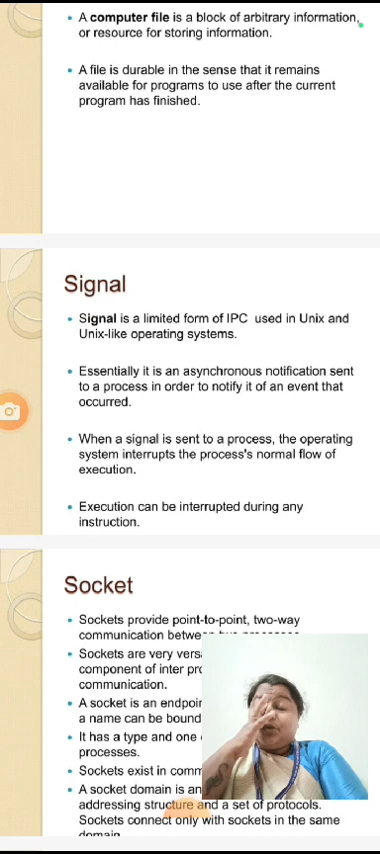 • A computer file is a block of arbitrary information,
or resource for storing information.
• A file is durable in the sense that it remains
available for programs to use after the current
program has finished.
Signal
• Signal is a limited form of IPC used in Unix and
Unix-like operating systems.
• Essentially it is an asynchronous notification sent
to a process in order to notify it of an event that
occurred.
• When a signal is sent to a process, the operating
system interrupts the process's normal flow of
execution.
• Execution can be interrupted during any
instruction.
Socket
• Sockets provide point-to-point, two-way
communication between two processes.
• Sockets are very
component of inter
communication.
• A socket is an
a name can be bound
• It has a type and one
processes.
• Sockets exist in
• A socket domain is an
addressing structure and a set of protocols.
Sockets connect only with sockets in the same
domain